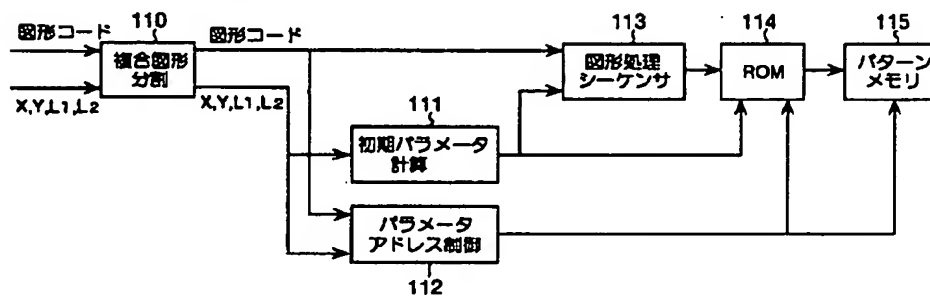 図形コード
X,Y,L1,L2
110
複合図形
分割
図形コード
X,Y,L1,L2
111
初期パラメータ
計算
パラメータ
アドレス制御
112
113
図形処理
シーケンサ
114
ROM
115
パターン
メモリ